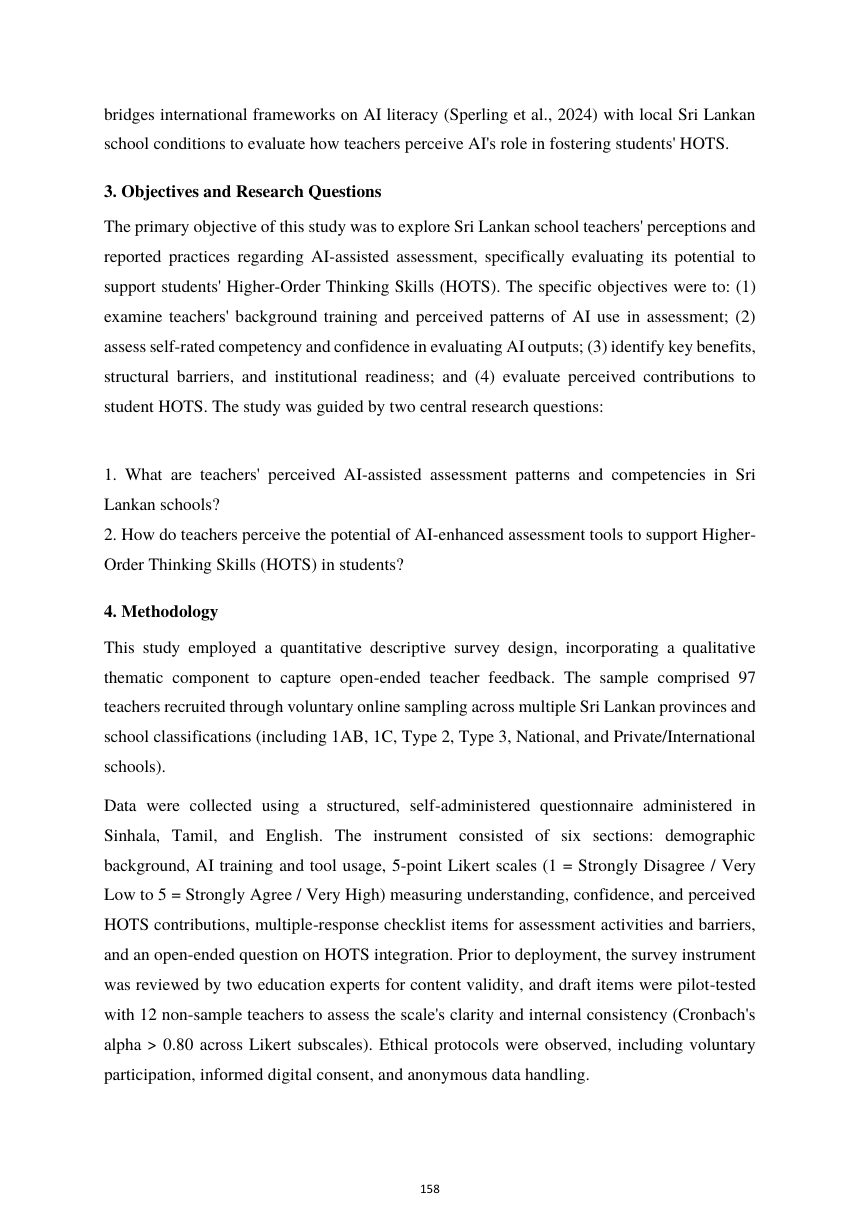 bridges international frameworks on AI literacy (Sperling et al., 2024) with local Sri Lankan
school conditions to evaluate how teachers perceive AI's role in fostering students' HOTS.
3. Objectives and Research Questions
The primary objective of this study was to explore Sri Lankan school teachers' perceptions and
reported practices regarding AI-assisted assessment, specifically evaluating its potential to
support students' Higher-Order Thinking Skills (HOTS). The specific objectives were to: (1)
examine teachers' background training and perceived patterns of AI use in assessment; (2)
assess self-rated competency and confidence in evaluating AI outputs; (3) identify key benefits,
structural barriers, and institutional readiness; and (4) evaluate perceived contributions to
student HOTS. The study was guided by two central research questions:
1. What are teachers' perceived AI-assisted assessment patterns and competencies in Sri
Lankan schools?
2. How do teachers perceive the potential of AI-enhanced assessment tools to support Higher-
Order Thinking Skills (HOTS) in students?
4. Methodology
This study employed a quantitative descriptive survey design, incorporating a qualitative
thematic component to capture open-ended teacher feedback. The sample comprised 97
teachers recruited through voluntary online sampling across multiple Sri Lankan provinces and
school classifications (including 1AB, 1C, Type 2, Type 3, National, and Private/International
schools).
Data were collected using a structured, self-administered questionnaire administered in
Sinhala, Tamil, and English. The instrument consisted of six sections: demographic
background, AI training and tool usage, 5-point Likert scales (1 = Strongly Disagree / Very
Low to 5 = Strongly Agree / Very High) measuring understanding, confidence, and perceived
HOTS contributions, multiple-response checklist items for assessment activities and barriers,
and an open-ended question on HOTS integration. Prior to deployment, the survey instrument
was reviewed by two education experts for content validity, and draft items were pilot-tested
with 12 non-sample teachers to assess the scale's clarity and internal consistency (Cronbach's
alpha > 0.80 across Likert subscales). Ethical protocols were observed, including voluntary
participation, informed digital consent, and anonymous data handling.
158